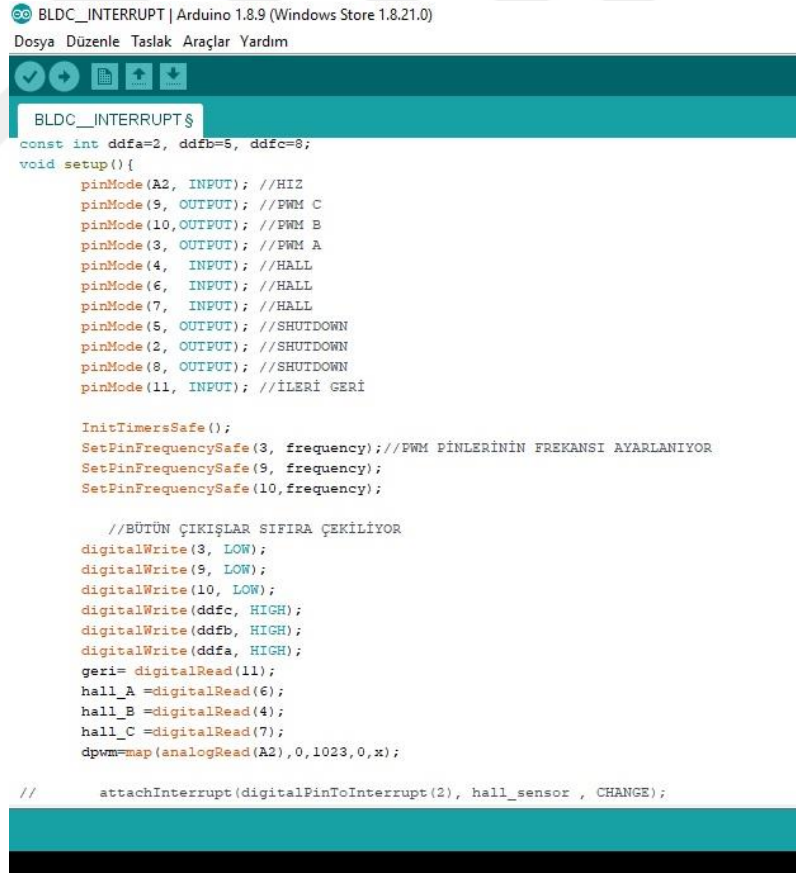 BLDC__INTERRUPT | Arduino 1.8.9 (Windows Store 1.8.21.0)
Dosya Düzenle Taslak Araçlar Yardım
BLDC__INTERRUPT §
const int ddfa=2, ddfb=5, ddfc=8;
void setup(){
pinMode(A2, INPUT); //HIZ
pinMode(9, OUTPUT); //PWM C
pinMode(10,OUTPUT); //PWM B
pinMode(3, OUTPUT); //PWM A
pinMode(4, INPUT); //HALL
pinMode(6, INPUT); //HALL
pinMode(7, INPUT); //HALL
pinMode(5, OUTPUT); //SHUTDOWN
pinMode(2, OUTPUT); //SHUTDOWN
pinMode(8, OUTPUT); //SHUTDOWN
pinMode(11, INPUT); //İLERİ GERİ
InitTimersSafe();
SetPinFrequencySafe(3, frequency);//PWM PİNLERİNİN FREKANSI AYARLANIYOR
SetPinFrequencySafe(9, frequency);
SetPinFrequencySafe(10,frequency);
//BÜTÜN ÇIKIŞLAR SIFIRA ÇEKİLİYOR
digitalWrite(3, LOW);
digitalWrite(9, LOW);
digitalWrite(10, LOW);
digitalWrite(ddfc, HIGH);
digitalWrite(ddfb, HIGH);
digitalWrite(ddfa, HIGH);
geri= digitalRead(11);
hall_A =digitalRead(6);
hall_B =digitalRead(4);
hall_C =digitalRead(7);
dpwm=map(analogRead(A2),0,1023,0,x);
// attachInterrupt(digitalPinToInterrupt(2), hall_sensor , CHANGE);